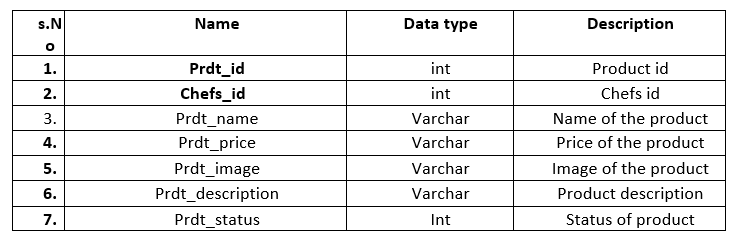 s.N o Name Data type Description
1. Prdt_id int Product id
2. Chefs_id int Chefs id
3. Prdt_name Varchar Name of the product
4. Prdt_price Varchar Price of the product
5. Prdt_image Varchar Image of the product
6. Prdt_description Varchar Product description
7. Prdt_status Int Status of product